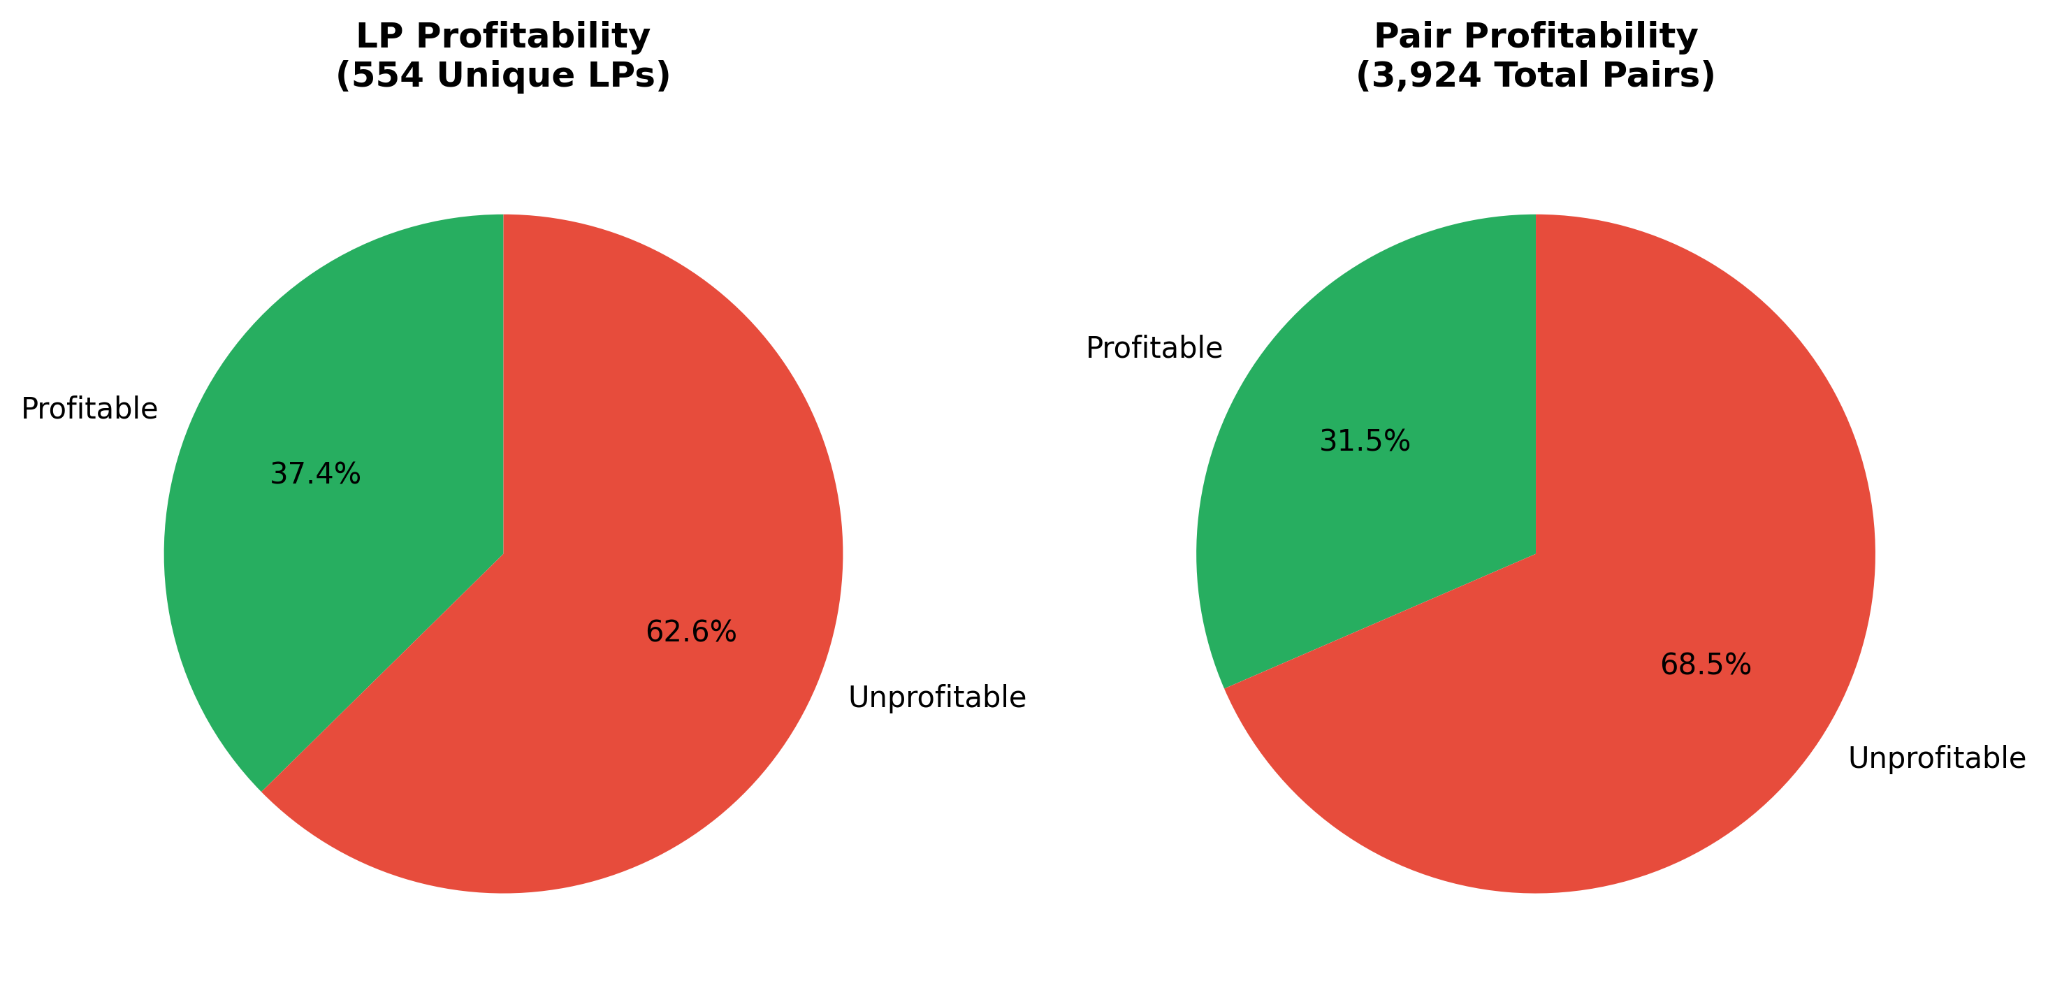 LP Profitability
(554 Unique LPs)
Profitable
37.4%
62.6%
Unprofitable
Pair Profitability
(3,924 Total Pairs)
Profitable
31.5%
68.5%
Unprofitable